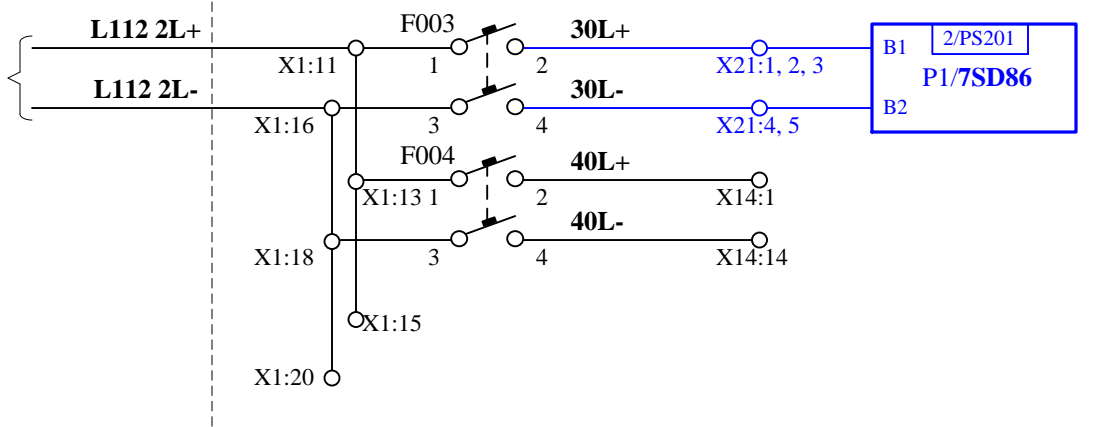 L112 2L+
F003
30L+
2/PS201
X1:11
1
2
X21:1, 2, 3
B1
P1/7SD86
L112 2L-
30L-
B2
X1:16
3
4
X21:4, 5
F004
40L+
X1:13
1
2
X14:1
40L-
X1:18
3
4
X14:14
X1:15
X1:20